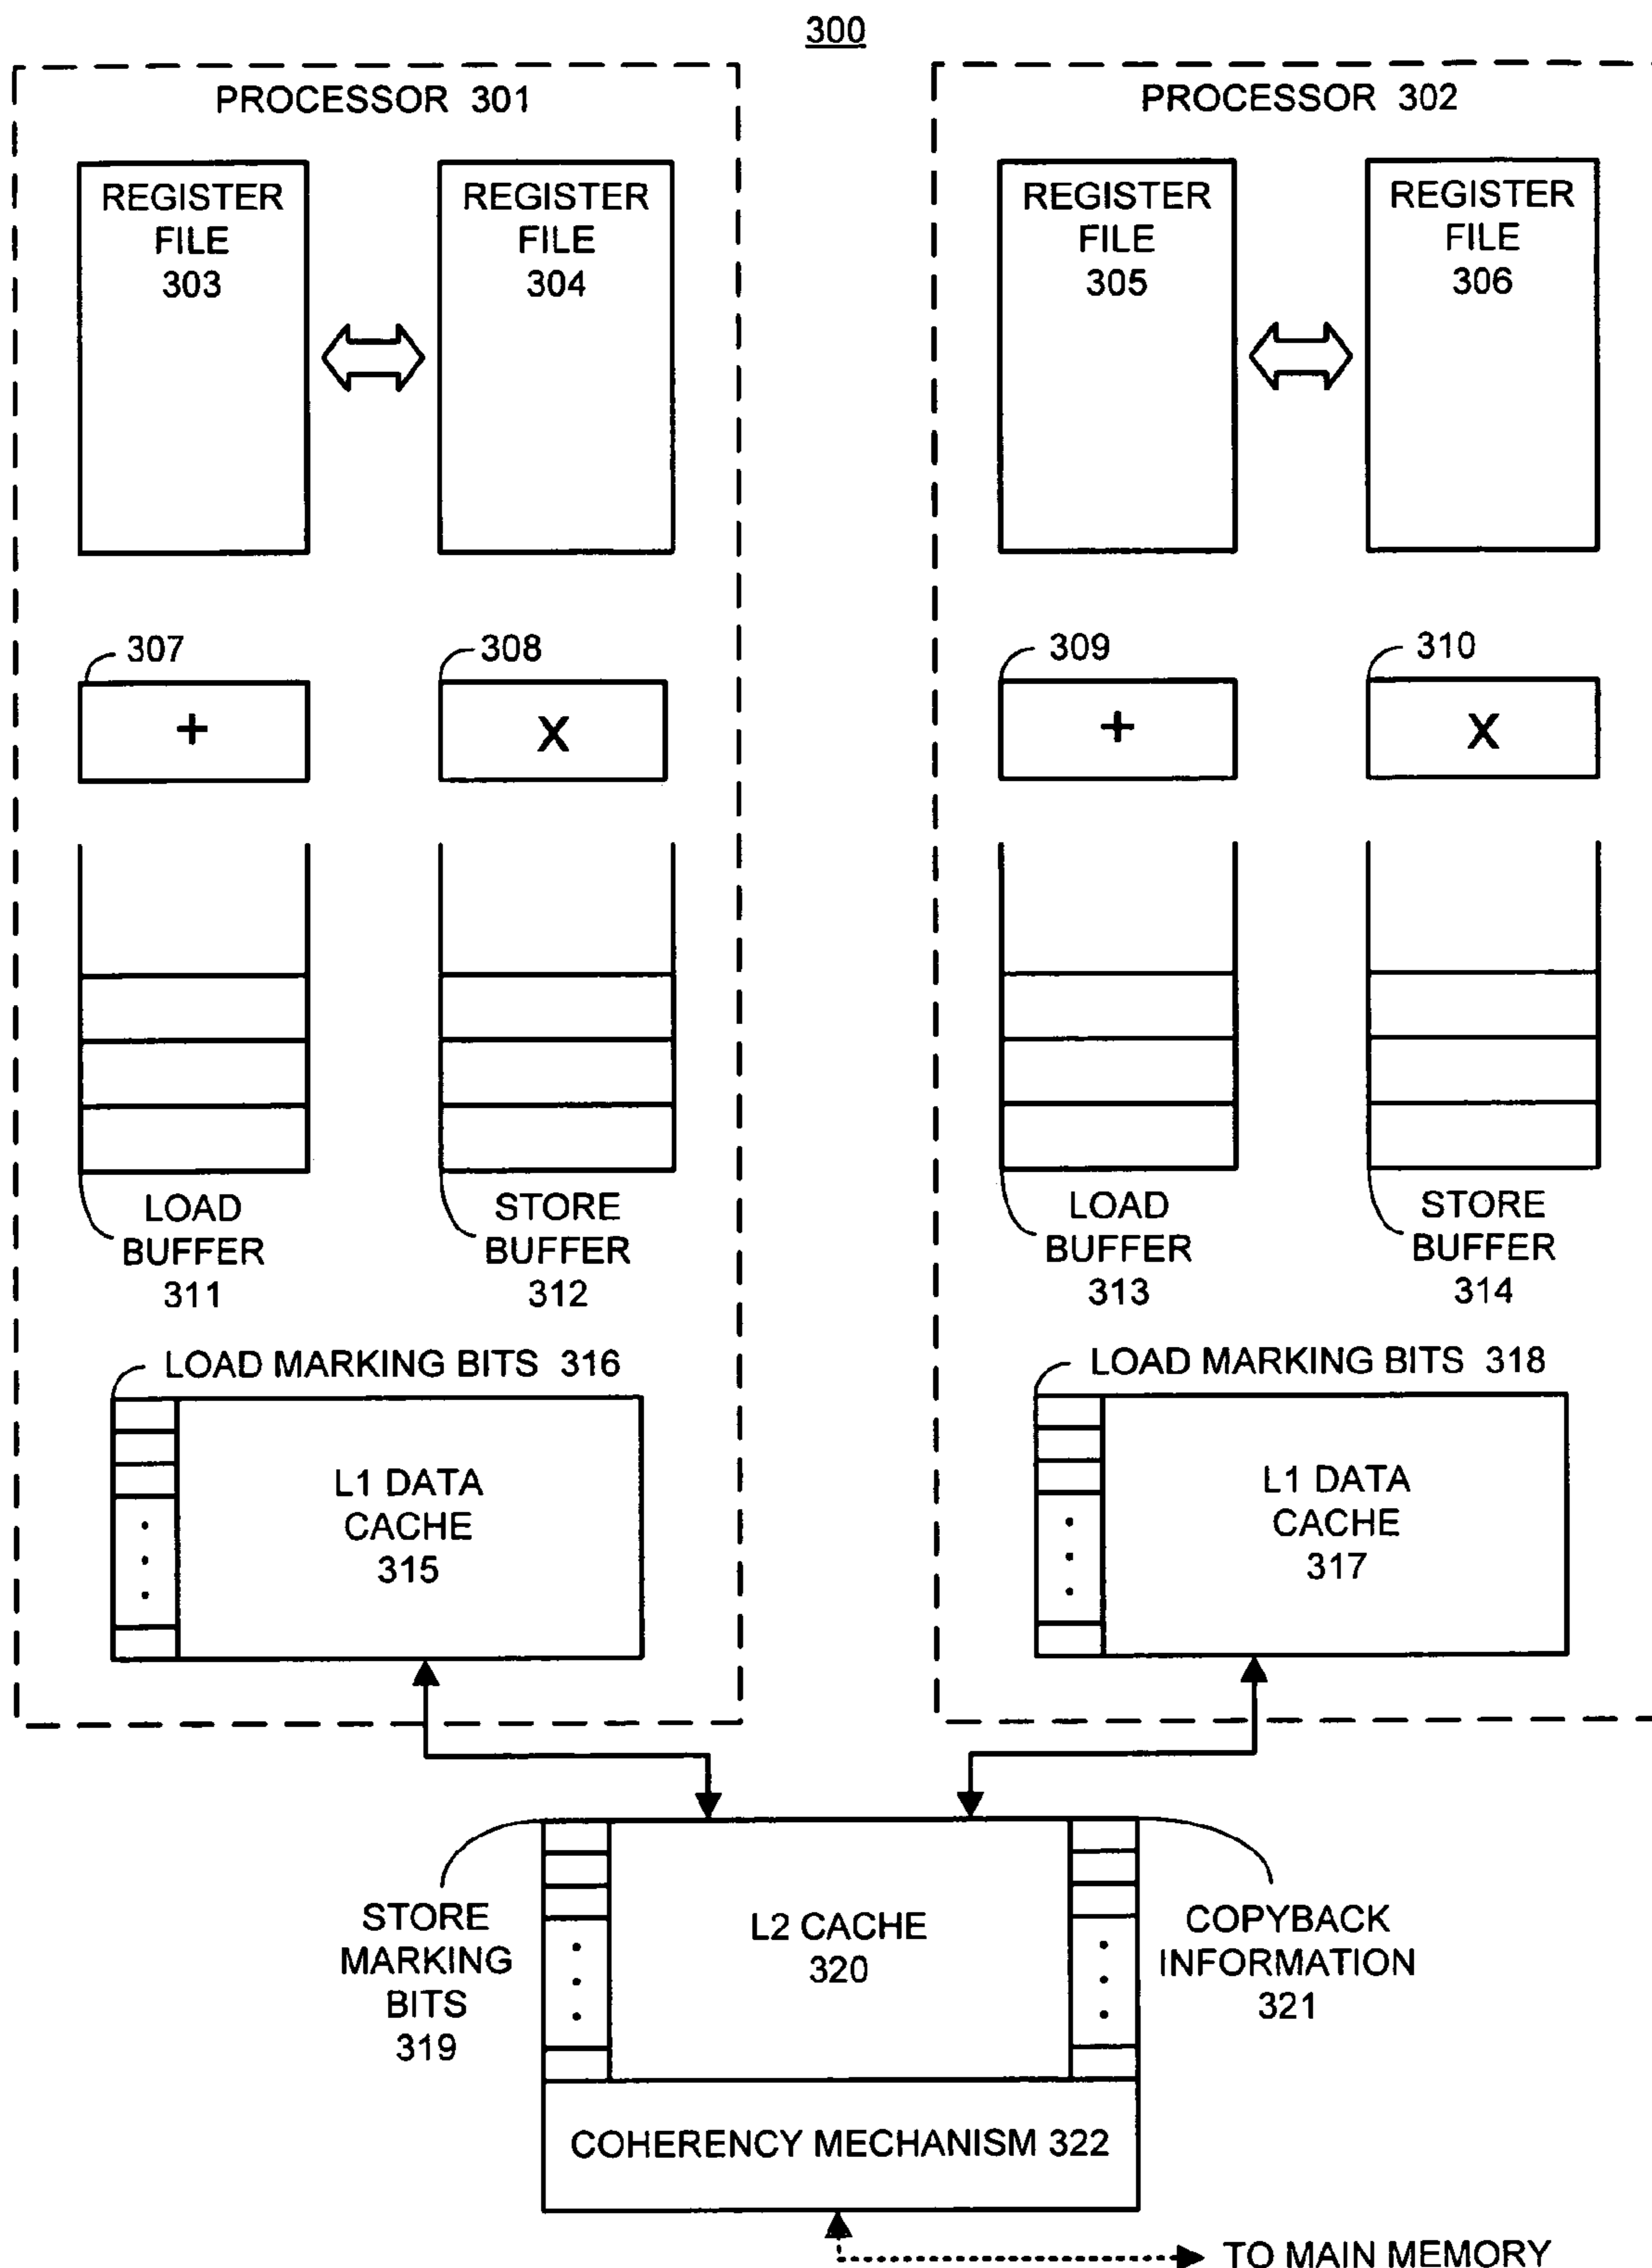 300
PROCESSOR 301
REGISTER
FILE
303
REGISTER
FILE
304
307
+
308
X
LOAD
BUFFER
311
STORE
BUFFER
312
LOAD MARKING BITS 316
L1 DATA
CACHE
315
PROCESSOR 302
REGISTER
FILE
305
REGISTER
FILE
306
309
+
310
X
LOAD
BUFFER
313
STORE
BUFFER
314
LOAD MARKING BITS 318
L1 DATA
CACHE
317
STORE
MARKING
BITS
319
L2 CACHE
320
COPYBACK
INFORMATION
321
COHERENCY MECHANISM 322
TO MAIN MEMORY